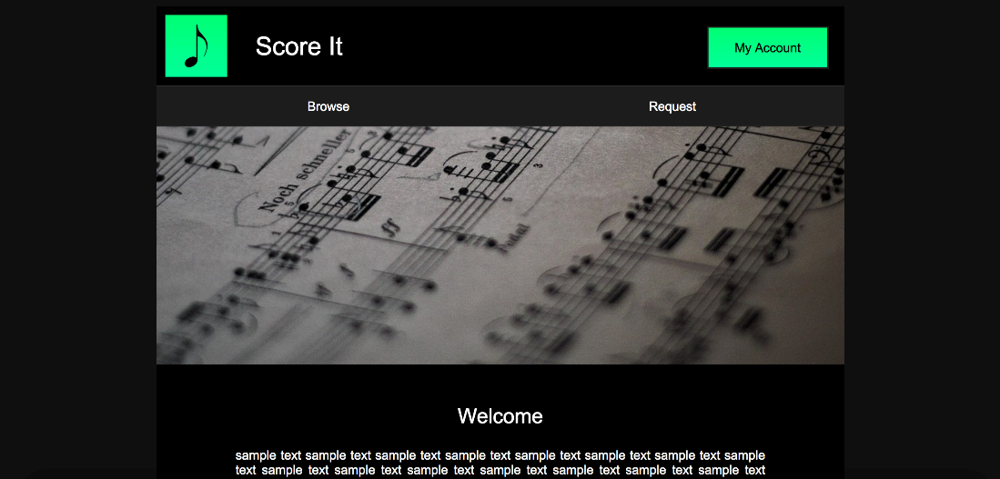 Score It
My Account
Browse
Request
Noch schneller
ff
Pedal
Welcome
sample text sample text sample text sample text sample text sample text sample text sample
text sample text sample text sample text sample text sample text sample text sample text